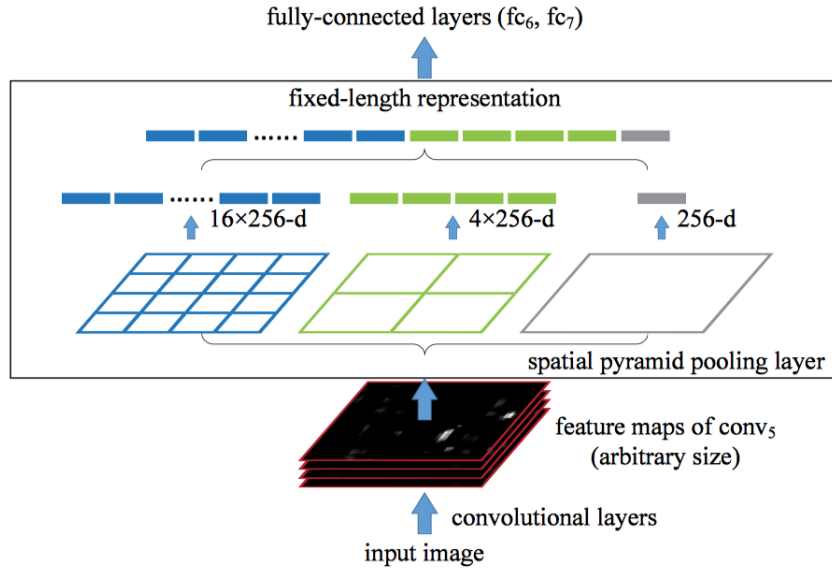 fully-connected layers (fc6, fc7)
fixed-length representation
......
......
16×256-d
4×256-d
256-d
spatial pyramid pooling layer
feature maps of conv5
(arbitrary size)
convolutional layers
input image